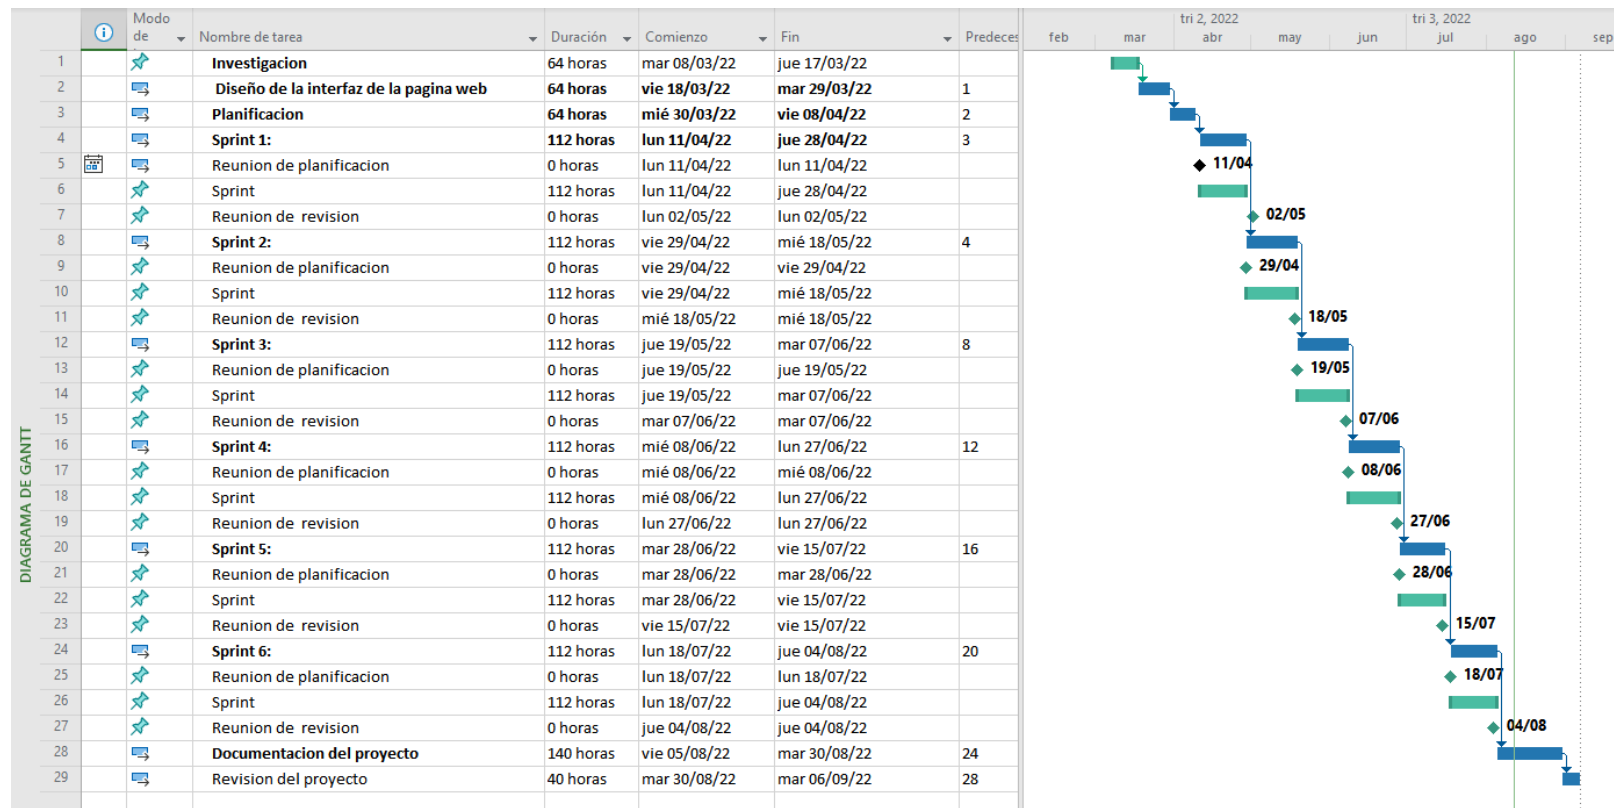 tri 2, 2022 tri 3, 2022
Modo de Nombre de tarea Duración Comienzo Fin Predeces feb mar abr may jun jul ago sep
1 Investigacion 64 horas mar 08/03/22 jue 17/03/22
2 Diseño de la interfaz de la pagina web 64 horas vie 18/03/22 mar 29/03/22 1
3 Planificacion 64 horas mié 30/03/22 vie 08/04/22 2
4 Sprint 1: 112 horas lun 11/04/22 jue 28/04/22 3
5 Reunion de planificacion 0 horas lun 11/04/22 lun 11/04/22 11/04
6 Sprint 112 horas lun 11/04/22 jue 28/04/22
7 Reunion de revision 0 horas lun 02/05/22 lun 02/05/22 02/05
8 Sprint 2: 112 horas vie 29/04/22 mié 18/05/22 4
9 Reunion de planificacion 0 horas vie 29/04/22 vie 29/04/22 29/04
10 Sprint 112 horas vie 29/04/22 mié 18/05/22
11 Reunion de revision 0 horas mié 18/05/22 mié 18/05/22 18/05
12 Sprint 3: 112 horas jue 19/05/22 mar 07/06/22 8
13 Reunion de planificacion 0 horas jue 19/05/22 jue 19/05/22 19/05
14 Sprint 112 horas jue 19/05/22 mar 07/06/22
15 Reunion de revision 0 horas mar 07/06/22 mar 07/06/22 07/06
16 Sprint 4: 112 horas mié 08/06/22 lun 27/06/22 12
17 Reunion de planificacion 0 horas mié 08/06/22 mié 08/06/22 08/06
18 Sprint 112 horas mié 08/06/22 lun 27/06/22
19 Reunion de revision 0 horas lun 27/06/22 lun 27/06/22 27/06
20 Sprint 5: 112 horas mar 28/06/22 vie 15/07/22 16
21 Reunion de planificacion 0 horas mar 28/06/22 mar 28/06/22 28/06
22 Sprint 112 horas mar 28/06/22 vie 15/07/22
23 Reunion de revision 0 horas vie 15/07/22 vie 15/07/22 15/07
24 Sprint 6: 112 horas lun 18/07/22 jue 04/08/22 20
25 Reunion de planificacion 0 horas lun 18/07/22 lun 18/07/22 18/07
26 Sprint 112 horas lun 18/07/22 jue 04/08/22
27 Reunion de revision 0 horas jue 04/08/22 jue 04/08/22 04/08
28 Documentacion del proyecto 140 horas vie 05/08/22 mar 30/08/22 24
29 Revision del proyecto 40 horas mar 30/08/22 mar 06/09/22 28
DIAGRAMA DE GANTT